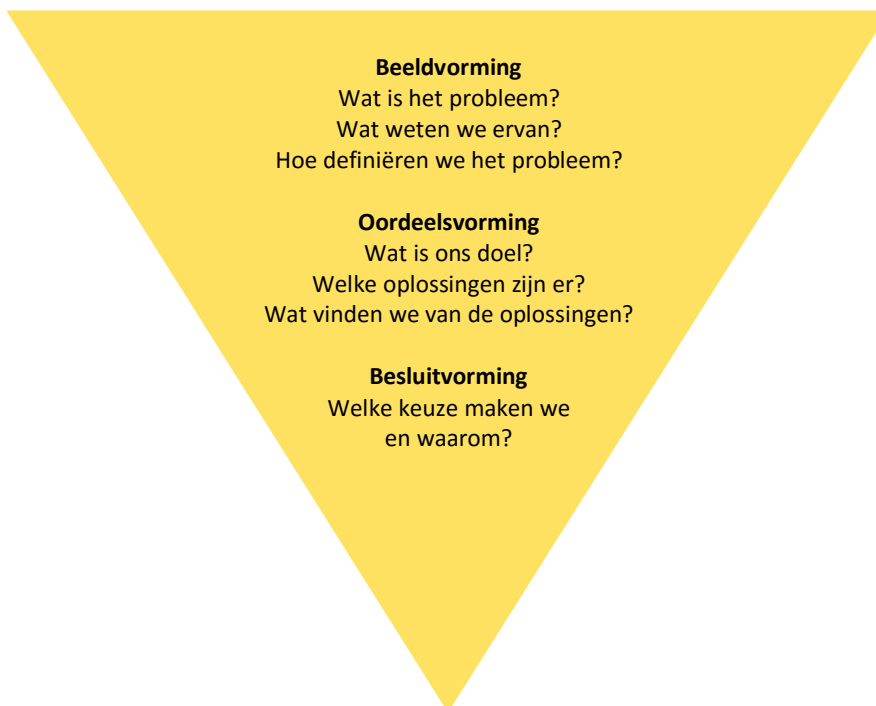 Beeldvorming
Wat is het probleem?
Wat weten we ervan?
Hoe definiëren we het probleem?
Oordeelsvorming
Wat is ons doel?
Welke oplossingen zijn er?
Wat vinden we van de oplossingen?
Besluitvorming
Welke keuze maken we
en waarom?